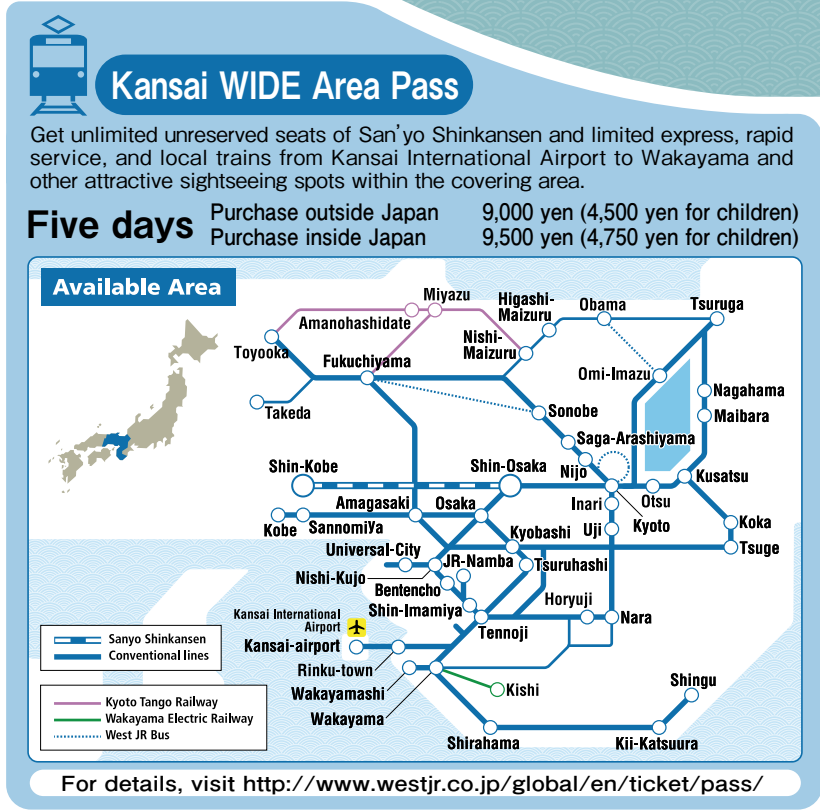 Kansai WIDE Area Pass
Get unlimited unreserved seats of San'yo Shinkansen and limited express, rapid
service, and local trains from Kansai International Airport to Wakayama and
other attractive sightseeing spots within the covering area.
Five days
Purchase outside Japan 9,000 yen (4,500 yen for children)
Purchase inside Japan 9,500 yen (4,750 yen for children)
Available Area
Miyazu
Amanohashidate
Higashi-
Maizuru
Obama
Tsuruga
Toyooka
Fukuchiyama
Nishi-
Maizuru
Omi-Imazu
Takeda
Sonobe
Nagahama
Maibara
Saga-Arashiyama
Shin-Kobe
Shin-Osaka
Nijo
Kusatsu
Amagasaki
Osaka
Inari
Otsu
Kyoto
Kobe
Sannomiya
Kyobashi
Uji
Koka
Tsuge
Universal-City
JR-Namba
Tsuruhashi
Nishi-Kujo
Bentencho
Shin-Imamiya
Horyuji
Kansai International
Airport
Tennoji
Nara
Kansai-airport
Rinku-town
Wakayamashi
Kishi
Wakayama
Shingu
Shirahama
Kii-Katsuura
Sanyo Shinkansen
Conventional lines
Kyoto Tango Railway
Wakayama Electric Railway
West JR Bus
For details, visit http://www.westjr.co.jp/global/en/ticket/pass/